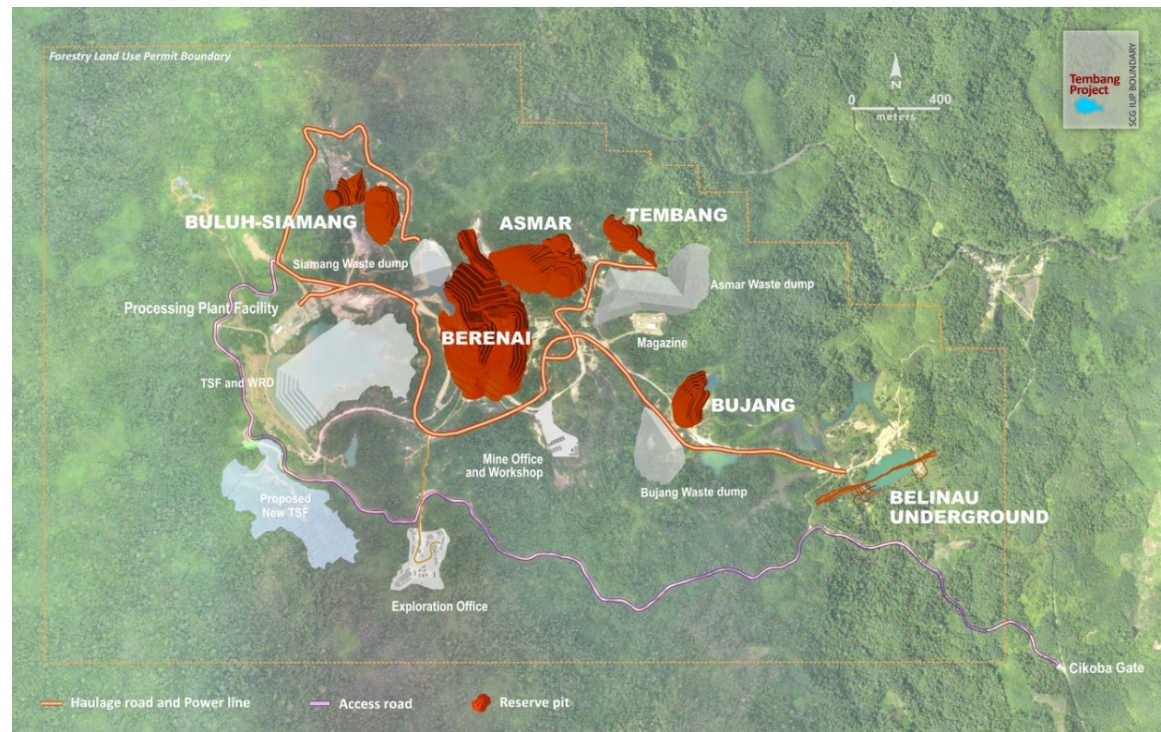 Forestry Land Use Permit Boundary
N
0 400
meters
Tembang
Project
SCG IUP BOUNDARY
BULUH-SIAMANG
ASMAR
TEMBANG
Siamang Waste dump
Asmar Waste dump
Processing Plant Facility
BERENAI
Magazine
TSF and WRD
BUJANG
Mine Office
and Workshop
Bujang Waste dump
Proposed
New TSF
BELINAU
UNDERGROUND
Exploration Office
Cikoba Gate
Haulage road and Power line
Access road
Reserve pit